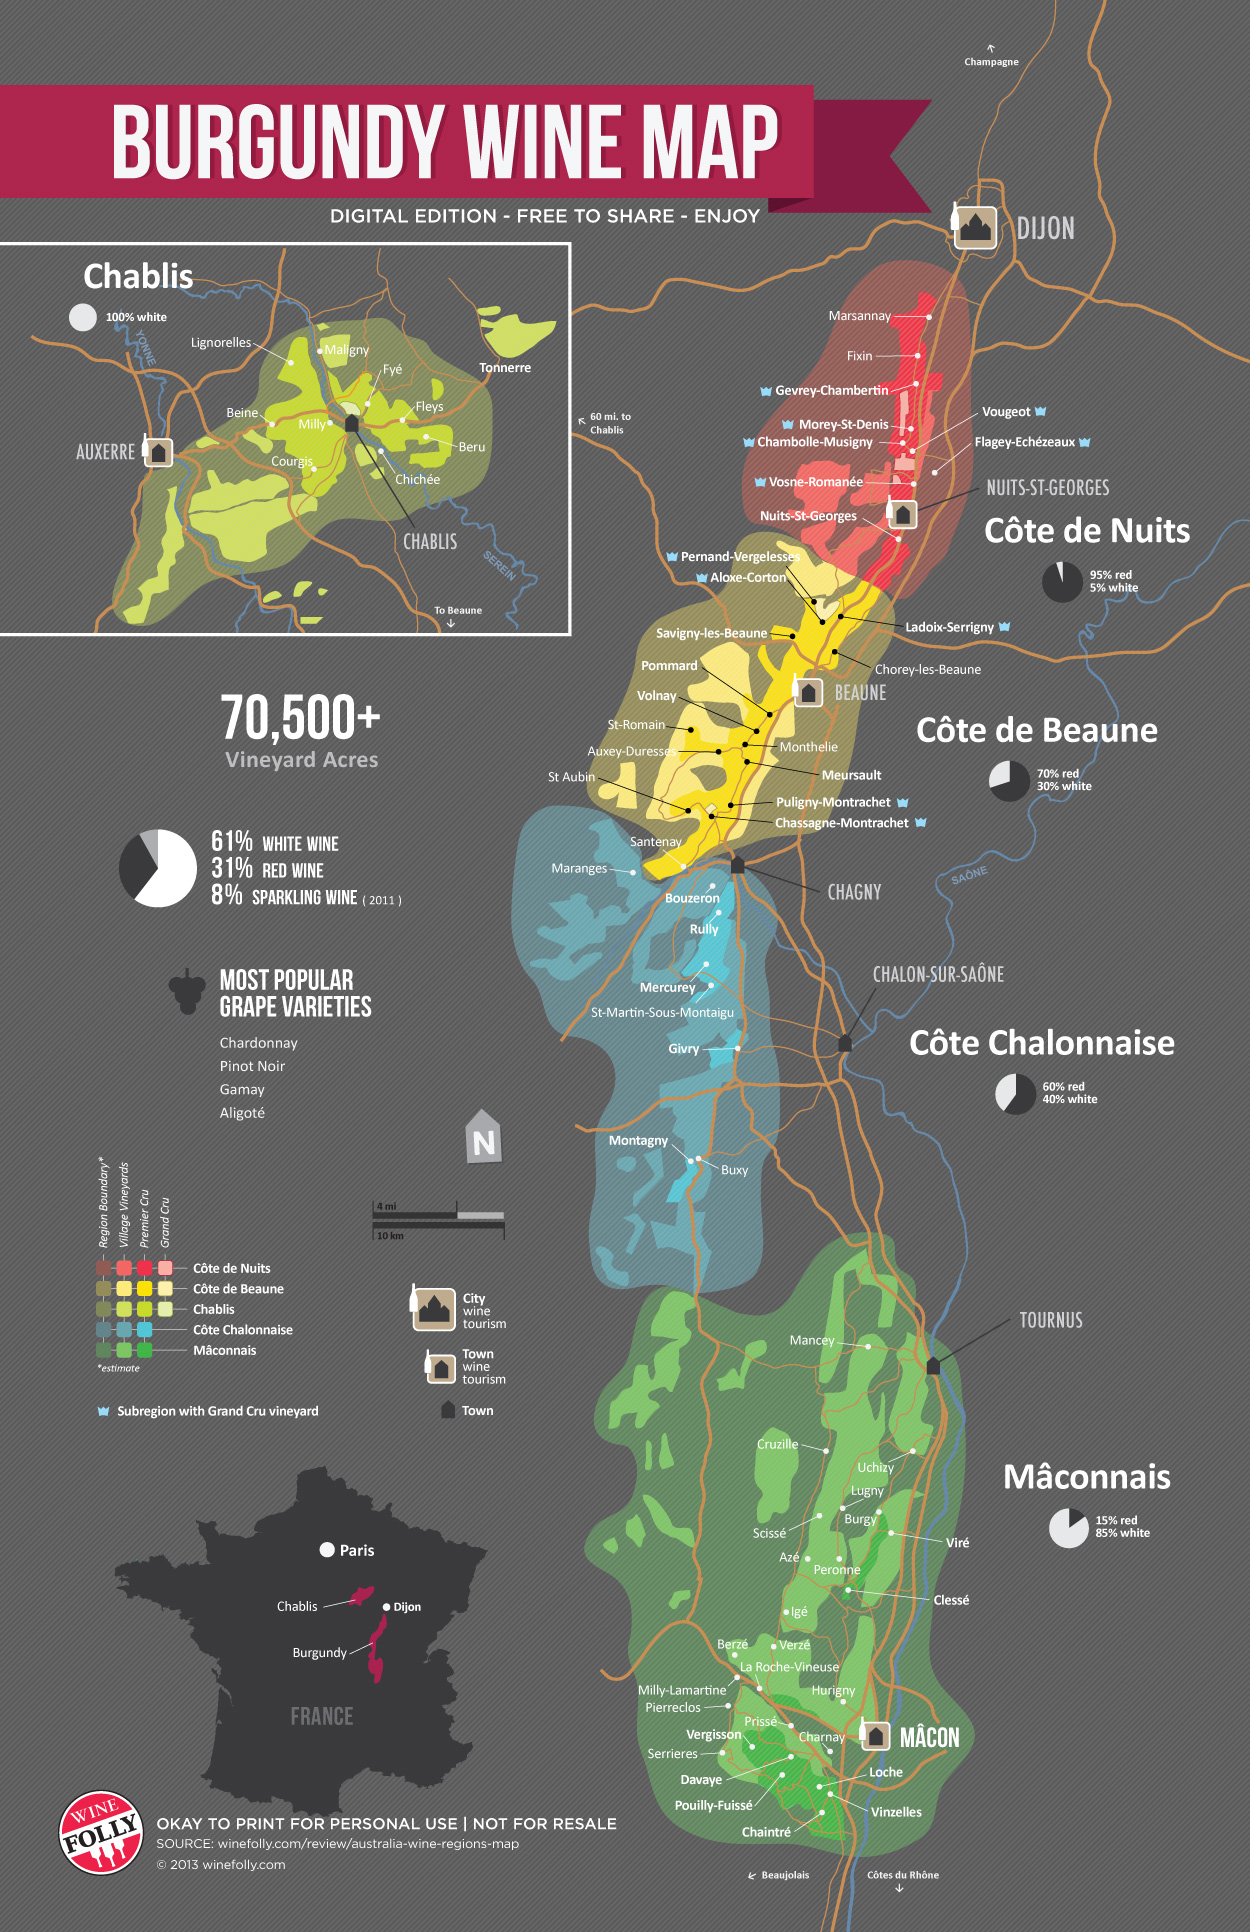 Champagne
BURGUNDY WINE MAP
DIGITAL EDITION - FREE TO SHARE - ENJOY
DIJON
Chablis
100% white
YONNE
Lignorelles
Maligny
Fyé
Tonnerre
Beine
Milly
Fleys
AUXERRE
Courgis
Beru
Chichée
CHABLIS
SEREIN
To Beaune
60 mi. to
Chablis
Marsannay
Fixin
Gevrey-Chambertin
Vougeot
Morey-St-Denis
Chambolle-Musigny
Flagey-Echézeaux
Vosne-Romanée
NUITS-ST-GEORGES
Nuits-St-Georges
Côte de Nuits
95% red
5% white
Pernand-Vergelesses
Aloxe-Corton
Ladoix-Serrigny
Savigny-les-Beaune
Pommard
Chorey-les-Beaune
BEAUNE
Volnay
St-Romain
Côte de Beaune
Auxey-Duresses
Monthelie
St Aubin
Meursault
70% red
30% white
Puligny-Montrachet
Chassagne-Montrachet
Santenay
Maranges
CHAGNY
SAÔNE
Bouzeron
Rully
Mercurey
CHALON-SUR-SAÔNE
St-Martin-Sous-Montaigu
Givry
Côte Chalonnaise
60% red
40% white
Montagny
Buxy
70,500+
Vineyard Acres
61% WHITE WINE
31% RED WINE
8% SPARKLING WINE ( 2011 )
MOST POPULAR
GRAPE VARIETIES
Chardonnay
Pinot Noir
Gamay
Aligoté
N
4 mi
10 km
Region Boundary*
Village Vineyards
Premier Cru
Grand Cru
Côte de Nuits
Côte de Beaune
Chablis
Côte Chalonnaise
Mâconnais
*estimate
Subregion with Grand Cru vineyard
City
wine
tourism
Town
wine
tourism
Town
TOURNUS
Mancey
Cruzille
Uchizy
Lugny
Burgy
Scissé
Mâconnais
15% red
85% white
Viré
Azé
Peronne
Clessé
Igé
Berzé
Verzé
La Roche-Vineuse
Milly-Lamartine
Hurigny
Pierreclos
Prissé
Vergisson
Charnay
MÂCON
Serrieres
Davaye
Loche
Pouilly-Fuissé
Vinzelles
Chaintré
Beaujolais
Côtes du Rhône
Paris
Chablis
Dijon
Burgundy
FRANCE
WINE
FOLLY
OKAY TO PRINT FOR PERSONAL USE | NOT FOR RESALE
SOURCE: winefolly.com/review/australia-wine-regions-map
© 2013 winefolly.com